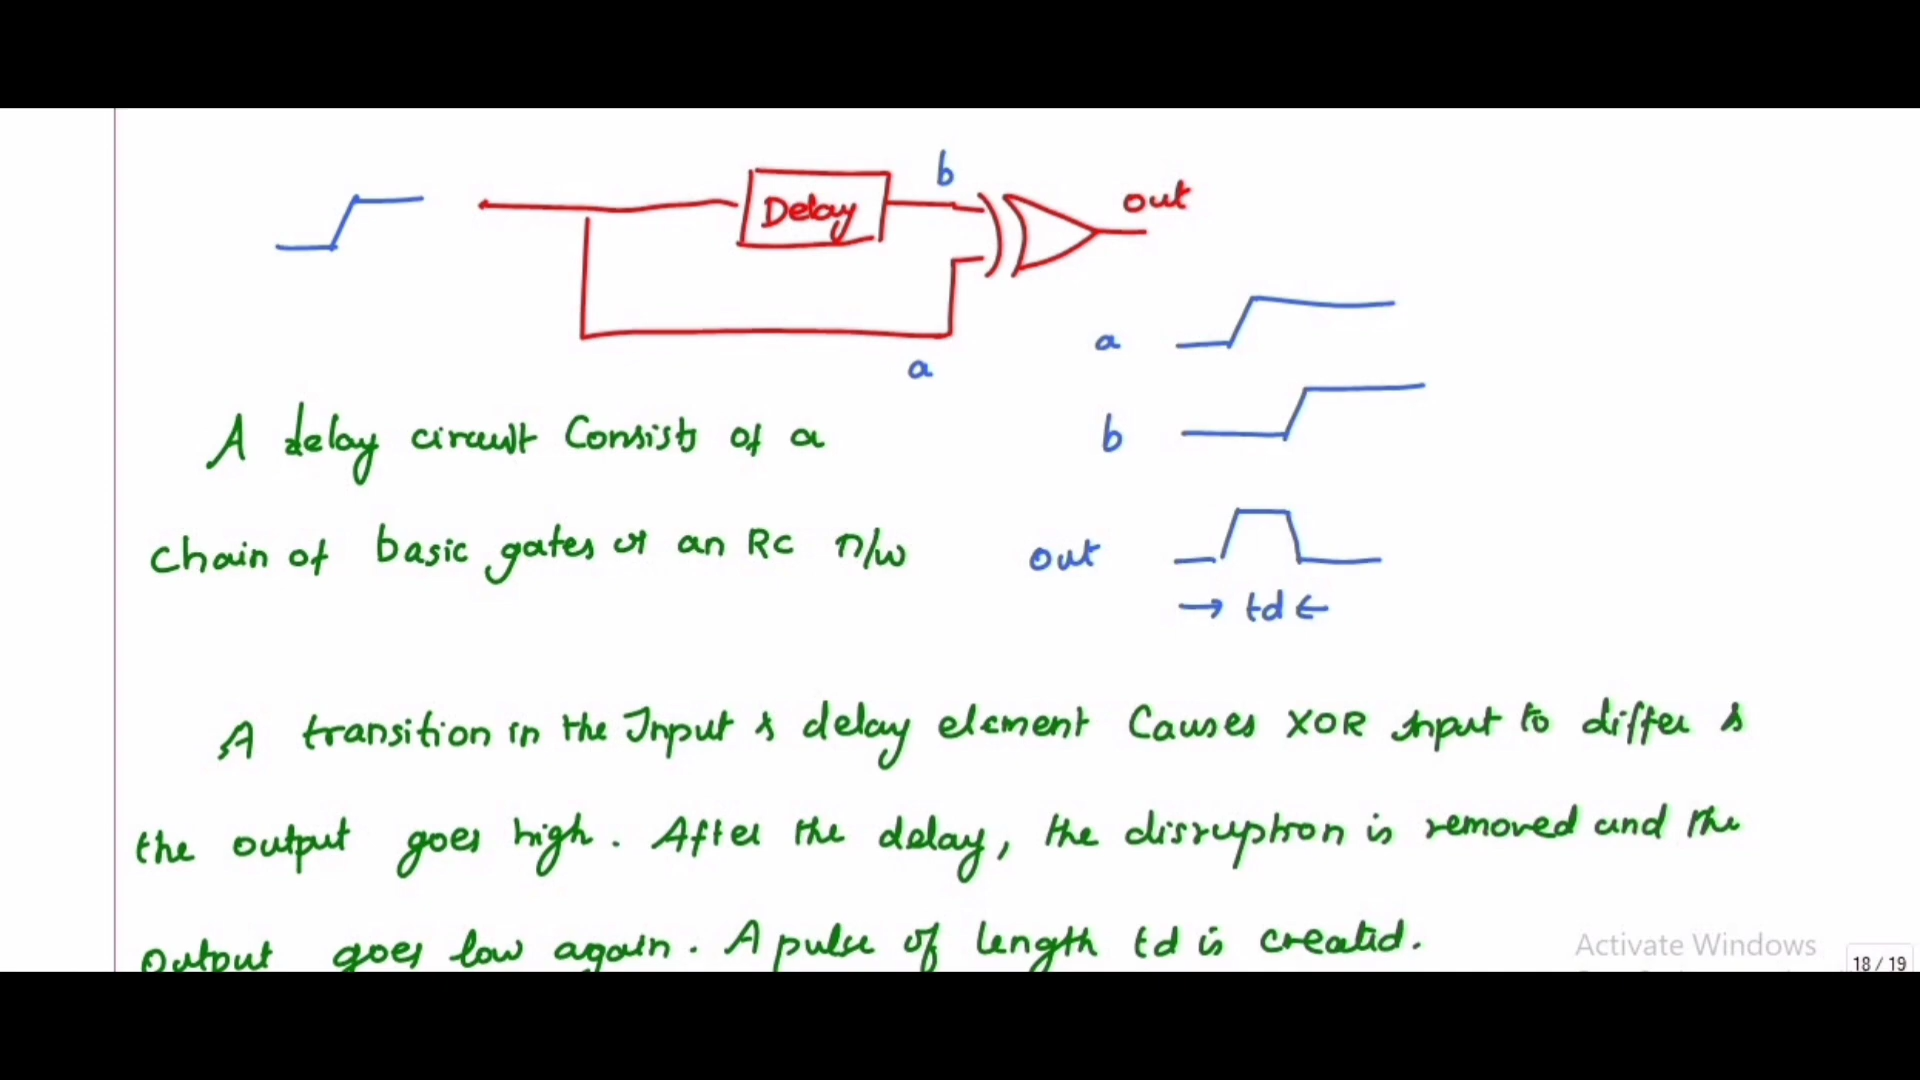 b
Delay
out
a
a
b
out
→ td ←
A delay circuit Consists of a
Chain of basic gates or an RC n/w
A transition in the Input & delay element Causes XOR input to differ &
the output goes high. After the delay, the disruption is removed and the
output goes low again. A pulse of length td is created.
Activate Windows
18 / 19